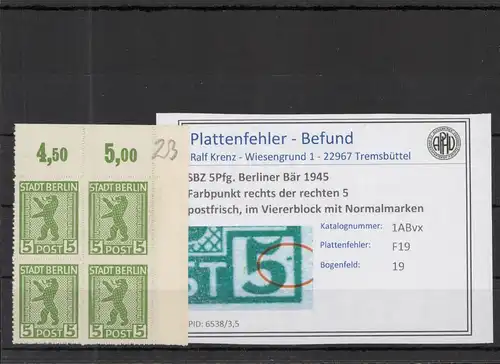 4,50 5,00 23
STADT BERLIN STADT BERLIN
5 POST 5 5 POST 5
STADT BERLIN STADT BERLIN
5 POST 5 5 POST 5
Plattenfehler - Befund
Ralf Krenz - Wiesengrund 1 - 22967 Tremsbüttel
SBZ 5Pfg. Berliner Bär 1945
Farbpunkt rechts der rechten 5
postfrisch, im Viererblock mit Normalmarken
Katalognummer: 1ABvx
Plattenfehler: F19
Bogenfeld: 19
ST 5
PID: 6538/3,5